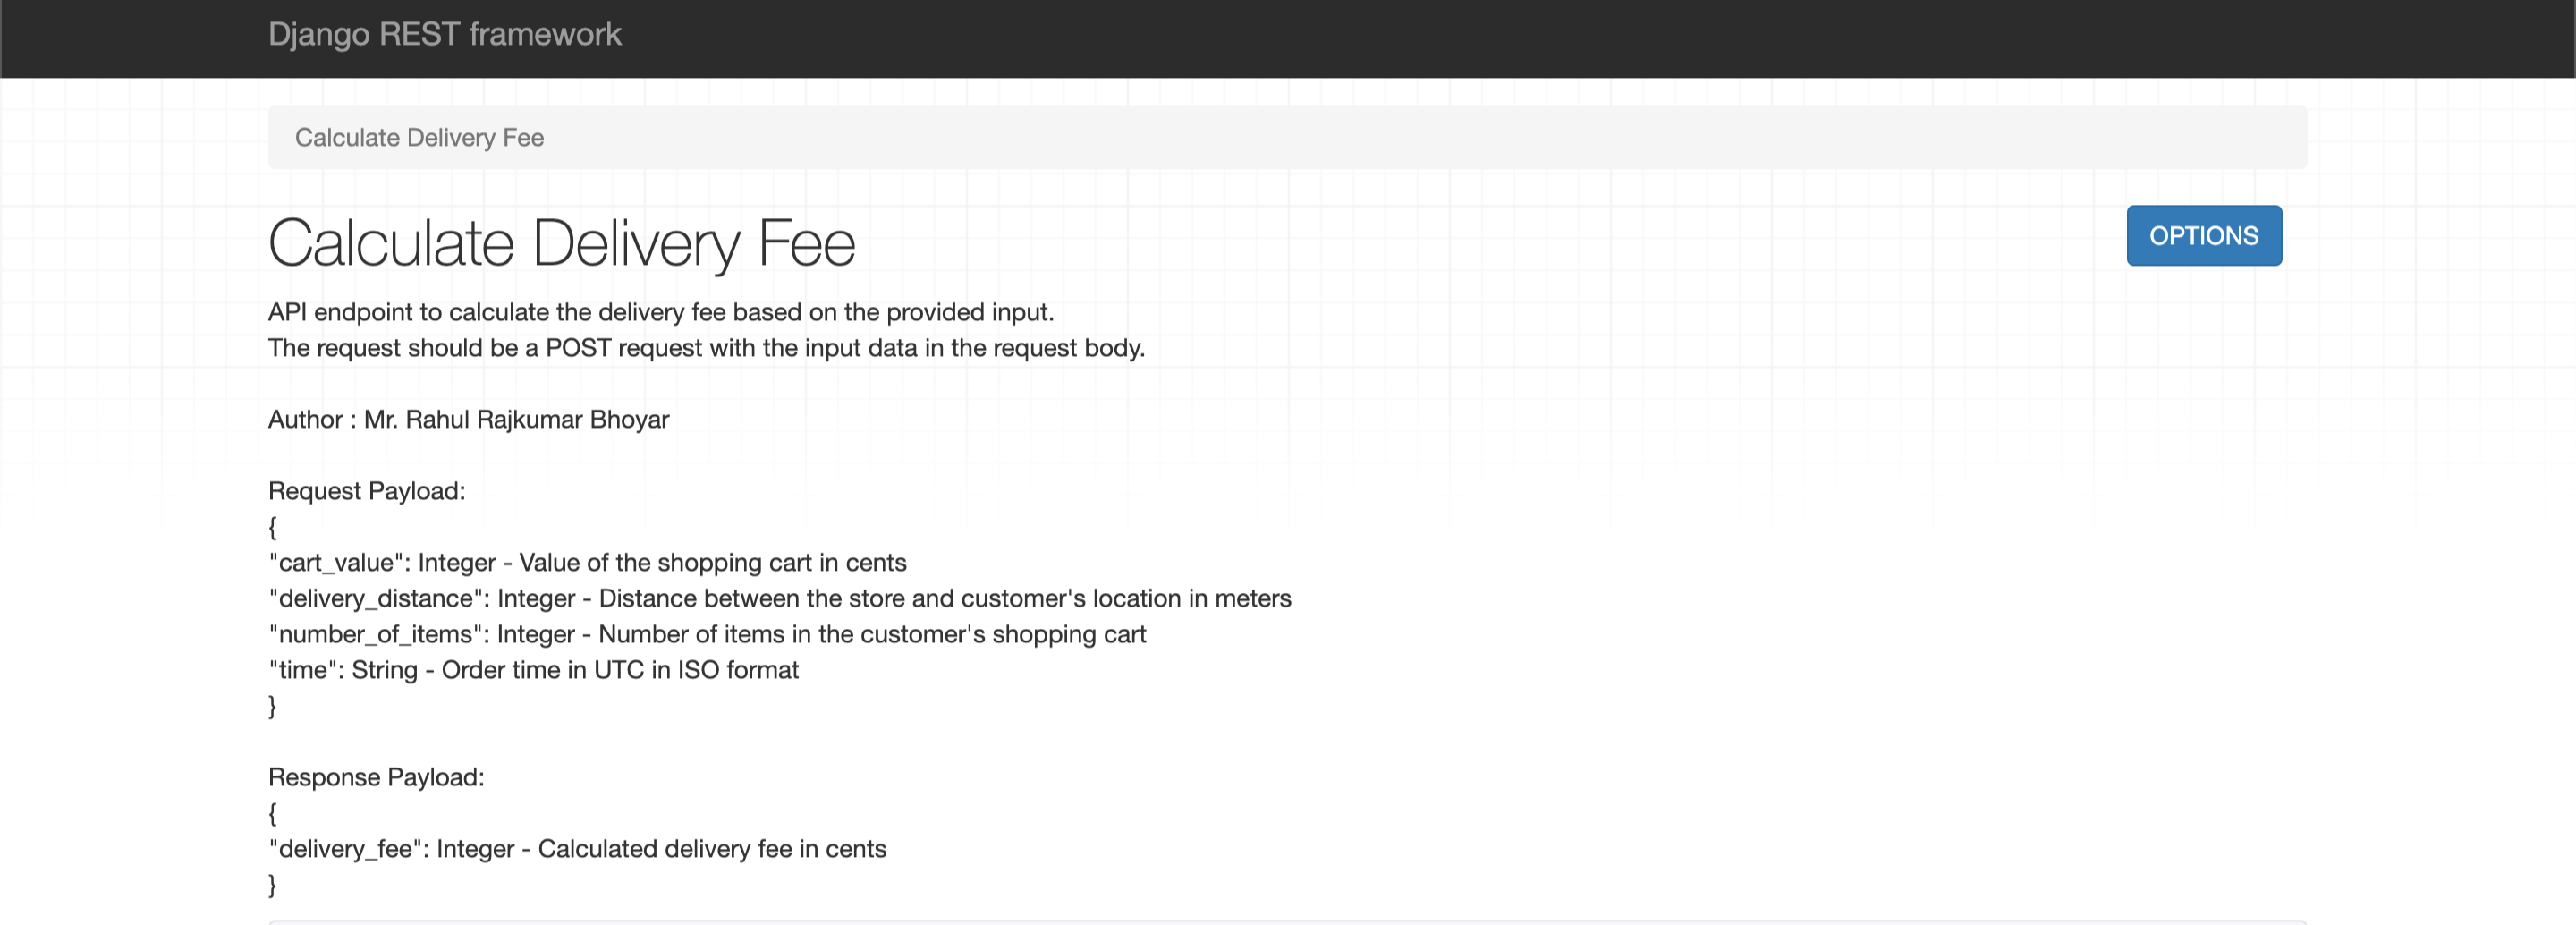 Django REST framework
Calculate Delivery Fee
Calculate Delivery Fee
OPTIONS
API endpoint to calculate the delivery fee based on the provided input.
The request should be a POST request with the input data in the request body.
Author : Mr. Rahul Rajkumar Bhoyar
Request Payload:
{
"cart_value": Integer - Value of the shopping cart in cents
"delivery_distance": Integer - Distance between the store and customer's location in meters
"number_of_items": Integer - Number of items in the customer's shopping cart
"time": String - Order time in UTC in ISO format
}
Response Payload:
{
"delivery_fee": Integer - Calculated delivery fee in cents
}